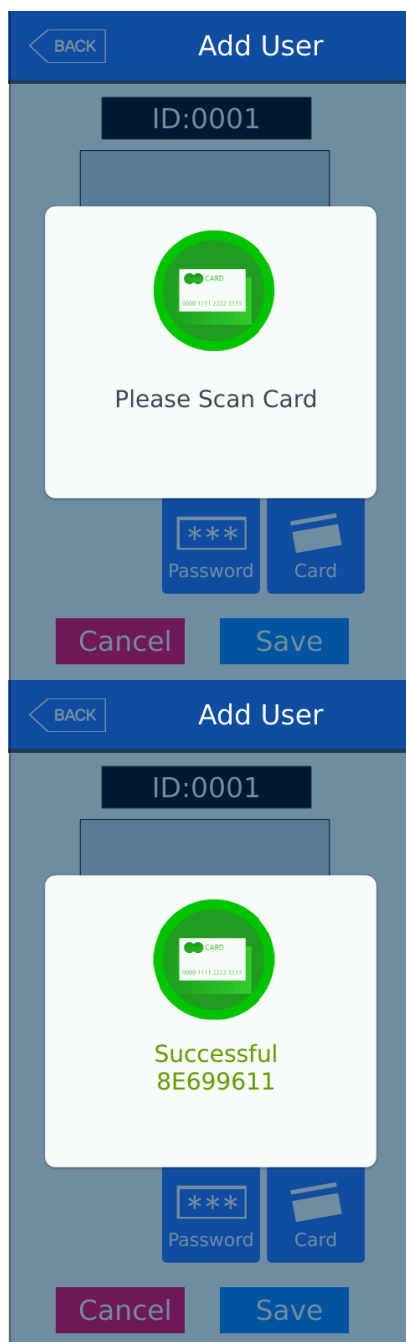 BACK
Add User
ID:0001
CARD
0000 1111 2222 3333
Please Scan Card
***
Password
Card
Cancel
Save
BACK
Add User
ID:0001
CARD
0000 1111 2222 3333
Successful
8E699611
***
Password
Card
Cancel
Save